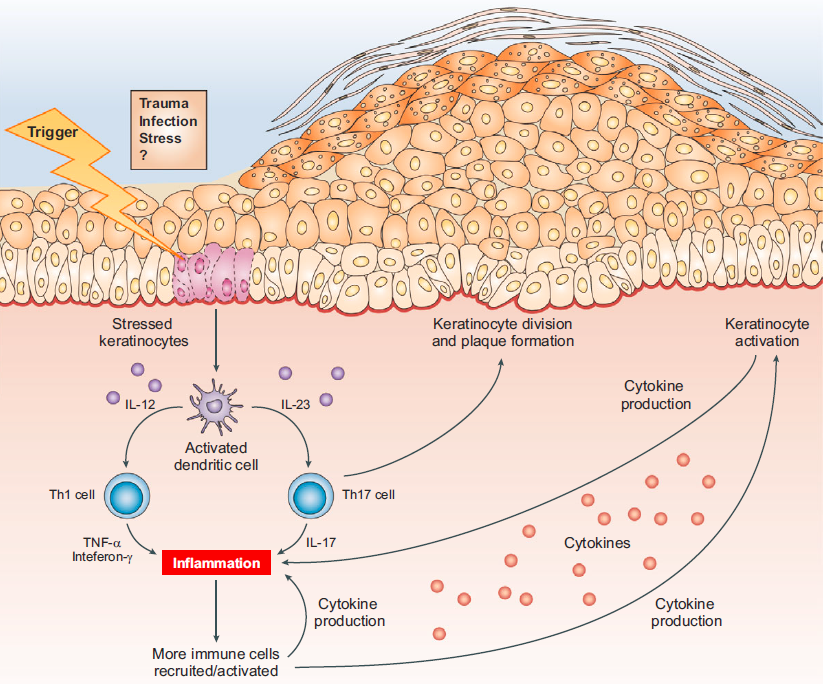 Trigger
Trauma
Infection
Stress
?
Stressed
keratinocytes
Keratinocyte division
and plaque formation
Keratinocyte
activation
IL-12
IL-23
Cytokine
production
Activated
dendritic cell
Th1 cell
Th17 cell
TNF-α
Inteferon-γ
IL-17
Inflammation
Cytokines
Cytokine
production
Cytokine
production
More immune cells
recruited/activated